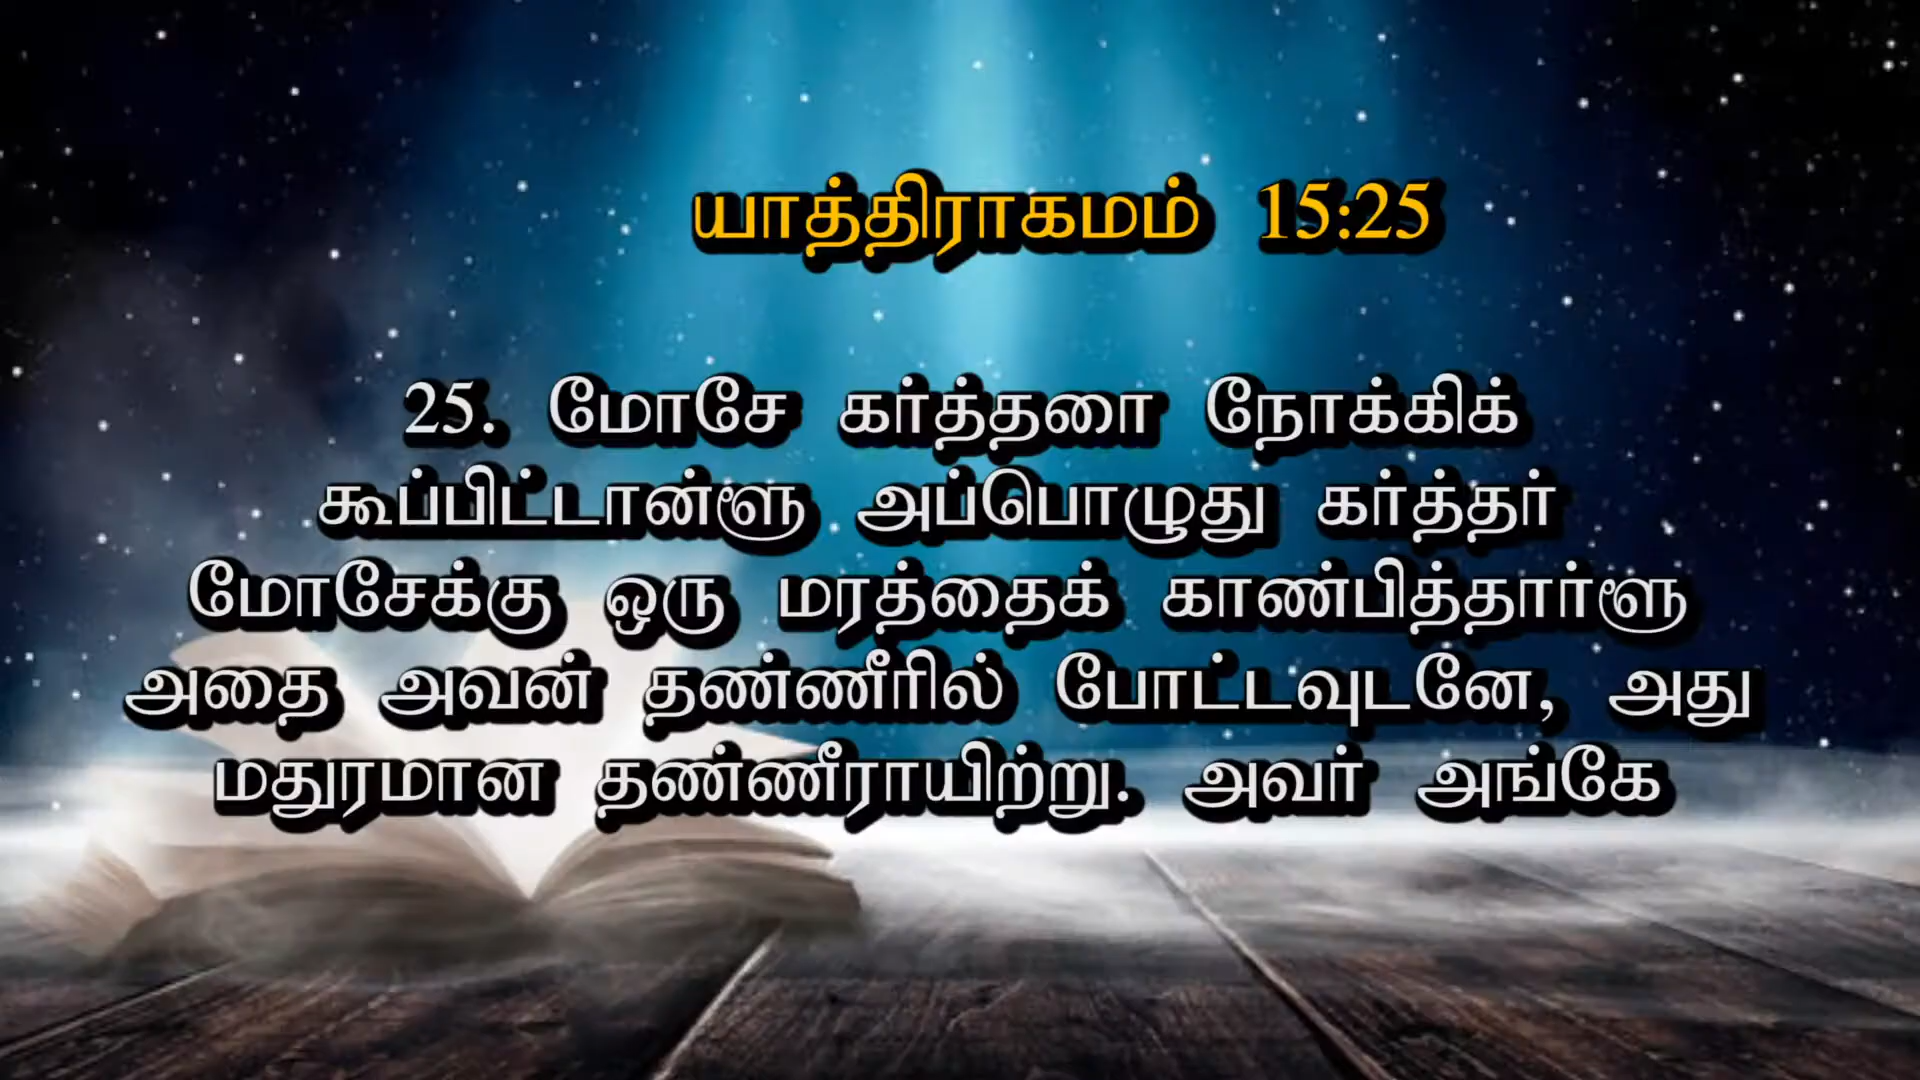 யாத்திராகமம் 15:25
25. மோசே கர்த்தரை நோக்கிக்
கூப்பிட்டான்ளூ அப்பொழுது கர்த்தர்
மோசேக்கு ஒரு மரத்தைக் காண்பித்தார்ளூ
அதை அவன் தண்ணீரில் போட்டவுடனே, அது
மதுரமான தண்ணீராயிற்று. அவர் அங்கே